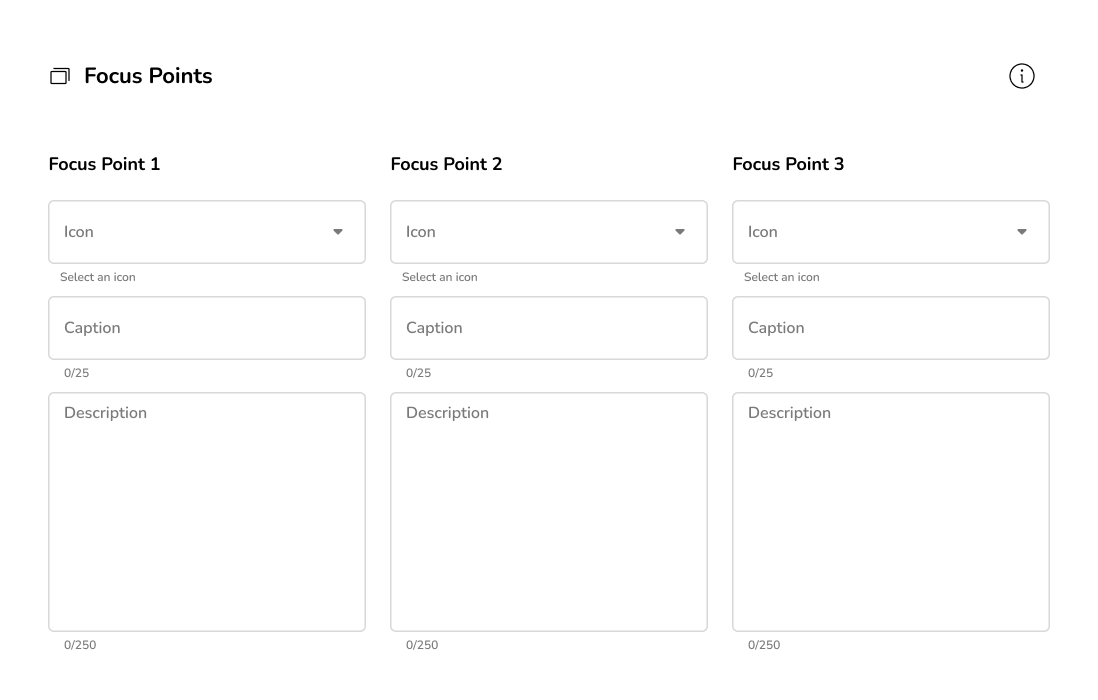 Focus Points
Focus Point 1
Icon
Select an icon
Caption
0/25
Description
0/250
Focus Point 2
Icon
Select an icon
Caption
0/25
Description
0/250
Focus Point 3
Icon
Select an icon
Caption
0/25
Description
0/250